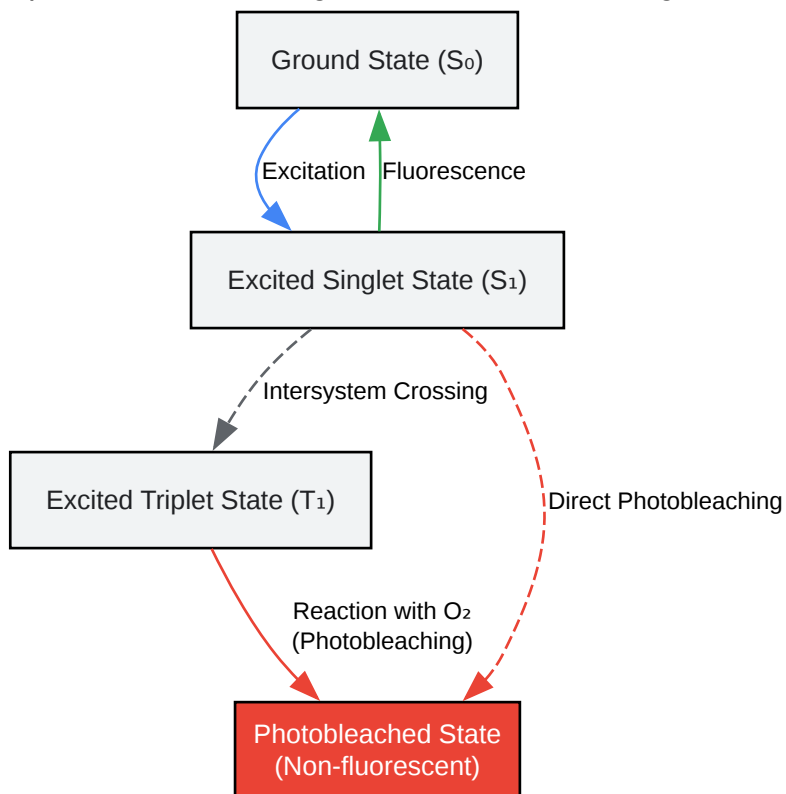 Ground State (S₀)
Excitation
Fluorescence
Excited Singlet State (S₁)
Intersystem Crossing
Excited Triplet State (T₁)
Direct Photobleaching
Reaction with O₂
(Photobleaching)
Photobleached State
(Non-fluorescent)